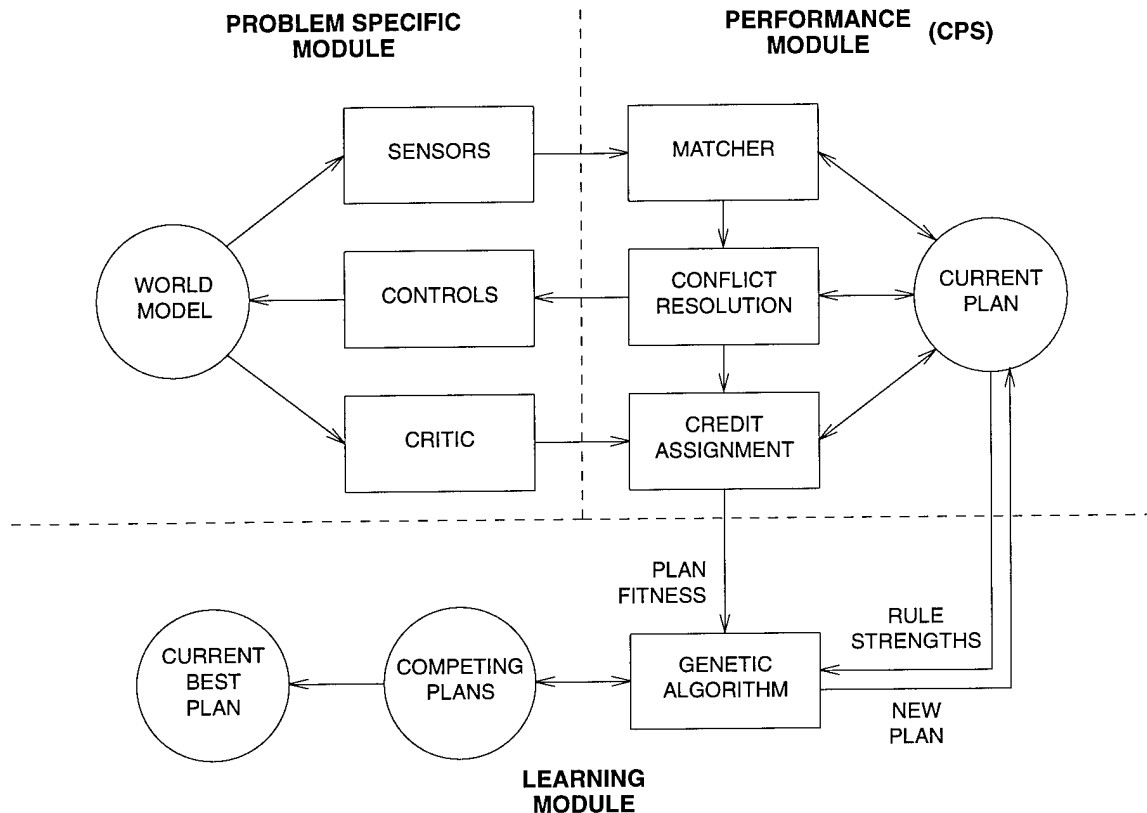 PROBLEM SPECIFIC
MODULE
PERFORMANCE
MODULE (CPS)
SENSORS
MATCHER
WORLD
MODEL
CONTROLS
CONFLICT
RESOLUTION
CURRENT
PLAN
CRITIC
CREDIT
ASSIGNMENT
PLAN
FITNESS
RULE
STRENGTHS
CURRENT
BEST
PLAN
COMPETING
PLANS
GENETIC
ALGORITHM
NEW
PLAN
LEARNING
MODULE